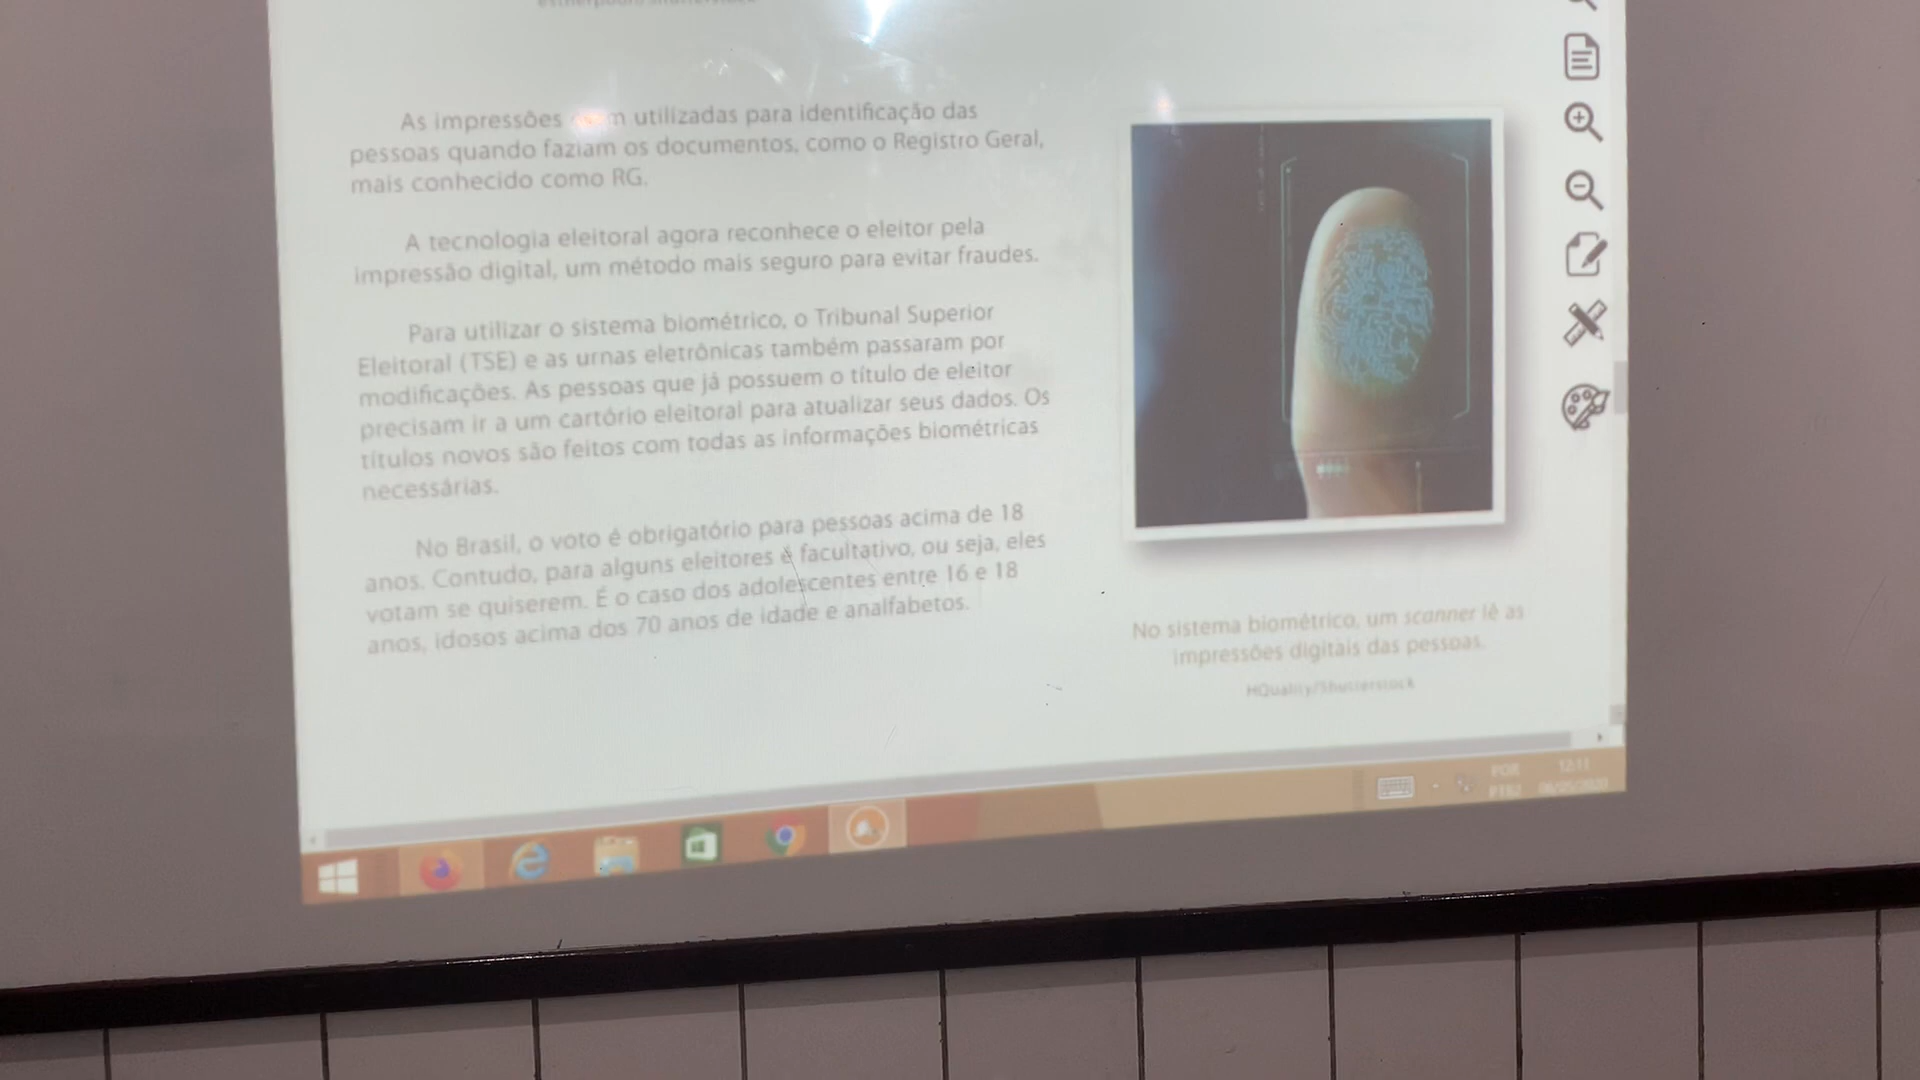 As impressões utilizadas para identificação das
pessoas quando faziam os documentos, como o Registro Geral,
mais conhecido como RG.
A tecnologia eleitoral agora reconhece o eleitor pela
impressão digital, um método mais seguro para evitar fraudes.
Para utilizar o sistema biométrico, o Tribunal Superior
Eleitoral (TSE) e as urnas eletrônicas também passaram por
modificações. As pessoas que já possuem o título de eleitor
precisam ir a um cartório eleitoral para atualizar seus dados. Os
títulos novos são feitos com todas as informações biométricas
necessárias.
No Brasil, o voto é obrigatório para pessoas acima de 18
anos. Contudo, para alguns eleitores é facultativo, ou seja, eles
votam se quiserem. É o caso dos adolescentes entre 16 e 18
anos, idosos acima dos 70 anos de idade e analfabetos.
No sistema biométrico, um scanner lê as
impressões digitais das pessoas.
HQuality/Shutterstock
POR
12:11